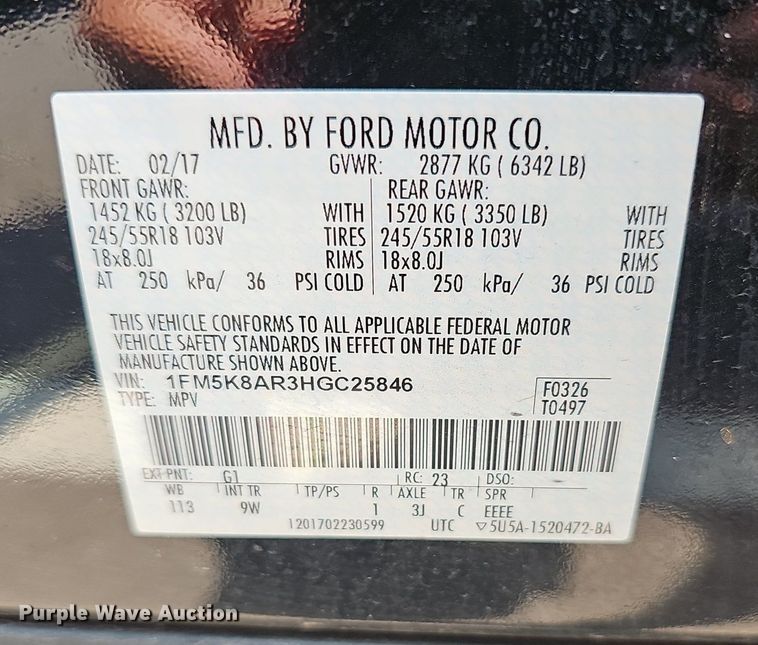 MFD. BY FORD MOTOR CO.
DATE: 02/17 GVWR: 2877 KG ( 6342 LB)
FRONT GAWR: REAR GAWR:
1452 KG ( 3200 LB) WITH 1520 KG ( 3350 LB) WITH
245/55R18 103V TIRES 245/55R18 103V TIRES
18x8.0J RIMS 18x8.0J RIMS
AT 250 kPa/ 36 PSI COLD AT 250 kPa/ 36 PSI COLD
THIS VEHICLE CONFORMS TO ALL APPLICABLE FEDERAL MOTOR
VEHICLE SAFETY STANDARDS IN EFFECT ON THE DATE OF
MANUFACTURE SHOWN ABOVE.
VIN: 1FM5K8AR3HGC25846 F0326
TYPE: MPV T0497
EXT PNT: G1 RC: 23 DSO:
WB INT TR TP/PS R AXLE TR SPR
113 9W 1 3J C EEEE
1201702230599 UTC ▽5U5A-1520472-BA
Purple Wave Auction